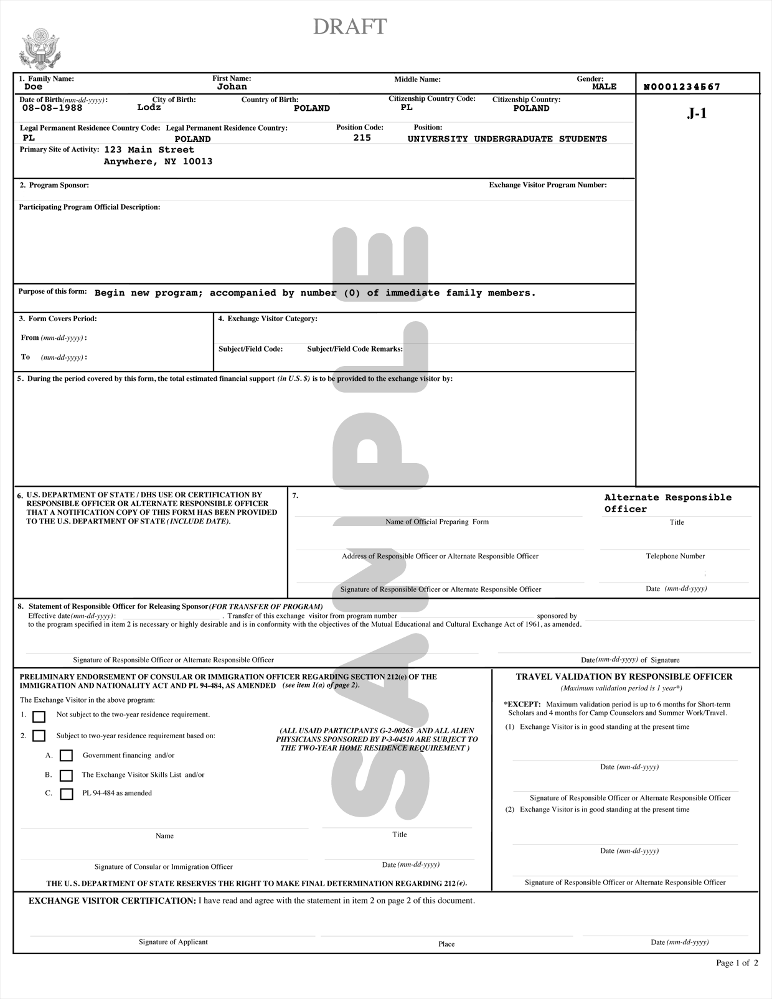 DRAFT
1. Family Name: First Name: Middle Name: Gender:
Doe Johan MALE N0001234567
Date of Birth(mm-dd-yyyy): City of Birth: Country of Birth: Citizenship Country Code: Citizenship Country:
08-08-1988 Lodz POLAND PL POLAND
J-1
Legal Permanent Residence Country Code: Legal Permanent Residence Country: Position Code: Position:
PL POLAND 215 UNIVERSITY UNDERGRADUATE STUDENTS
Primary Site of Activity: 123 Main Street
Anywhere, NY 10013
2. Program Sponsor: Exchange Visitor Program Number:
Participating Program Official Description:
Purpose of this form: Begin new program; accompanied by number (0) of immediate family members.
3. Form Covers Period: 4. Exchange Visitor Category:
From (mm-dd-yyyy) :
Subject/Field Code: Subject/Field Code Remarks:
To (mm-dd-yyyy) :
5. During the period covered by this form, the total estimated financial support (in U.S. $) is to be provided to the exchange visitor by:
6. U.S. DEPARTMENT OF STATE / DHS USE OR CERTIFICATION BY
RESPONSIBLE OFFICER OR ALTERNATE RESPONSIBLE OFFICER
THAT A NOTIFICATION COPY OF THIS FORM HAS BEEN PROVIDED
TO THE U.S. DEPARTMENT OF STATE (INCLUDE DATE).
7.
Alternate Responsible
Officer
Name of Official Preparing Form Title
Address of Responsible Officer or Alternate Responsible Officer Telephone Number
Signature of Responsible Officer or Alternate Responsible Officer Date (mm-dd-yyyy)
8. Statement of Responsible Officer for Releasing Sponsor(FOR TRANSFER OF PROGRAM)
Effective date(mm-dd-yyyy): . Transfer of this exchange visitor from program number sponsored by
to the program specified in item 2 is necessary or highly desirable and is in conformity with the objectives of the Mutual Educational and Cultural Exchange Act of 1961, as amended.
Signature of Responsible Officer or Alternate Responsible Officer Date(mm-dd-yyyy) of Signature
PRELIMINARY ENDORSEMENT OF CONSULAR OR IMMIGRATION OFFICER REGARDING SECTION 212(e) OF THE
IMMIGRATION AND NATIONALITY ACT AND PL 94-484, AS AMENDED (see item 1(a) of page 2).
The Exchange Visitor in the above program:
1. Not subject to the two-year residence requirement.
2. Subject to two-year residence requirement based on:
A. Government financing and/or
B. The Exchange Visitor Skills List and/or
C. PL 94-484 as amended
(ALL USAID PARTICIPANTS G-2-00263 AND ALL ALIEN
PHYSICIANS SPONSORED BY P-3-04510 ARE SUBJECT TO
THE TWO-YEAR HOME RESIDENCE REQUIREMENT )
Name Title
Signature of Consular or Immigration Officer Date (mm-dd-yyyy)
THE U. S. DEPARTMENT OF STATE RESERVES THE RIGHT TO MAKE FINAL DETERMINATION REGARDING 212 (e).
TRAVEL VALIDATION BY RESPONSIBLE OFFICER
(Maximum validation period is 1 year*)
*EXCEPT: Maximum validation period is up to 6 months for Short-term
Scholars and 4 months for Camp Counselors and Summer Work/Travel.
(1) Exchange Visitor is in good standing at the present time
Date (mm-dd-yyyy)
Signature of Responsible Officer or Alternate Responsible Officer
(2) Exchange Visitor is in good standing at the present time
Date (mm-dd-yyyy)
Signature of Responsible Officer or Alternate Responsible Officer
EXCHANGE VISITOR CERTIFICATION: I have read and agree with the statement in item 2 on page 2 of this document.
Signature of Applicant Place Date (mm-dd-yyyy)
Page 1 of 2
SAMPLE